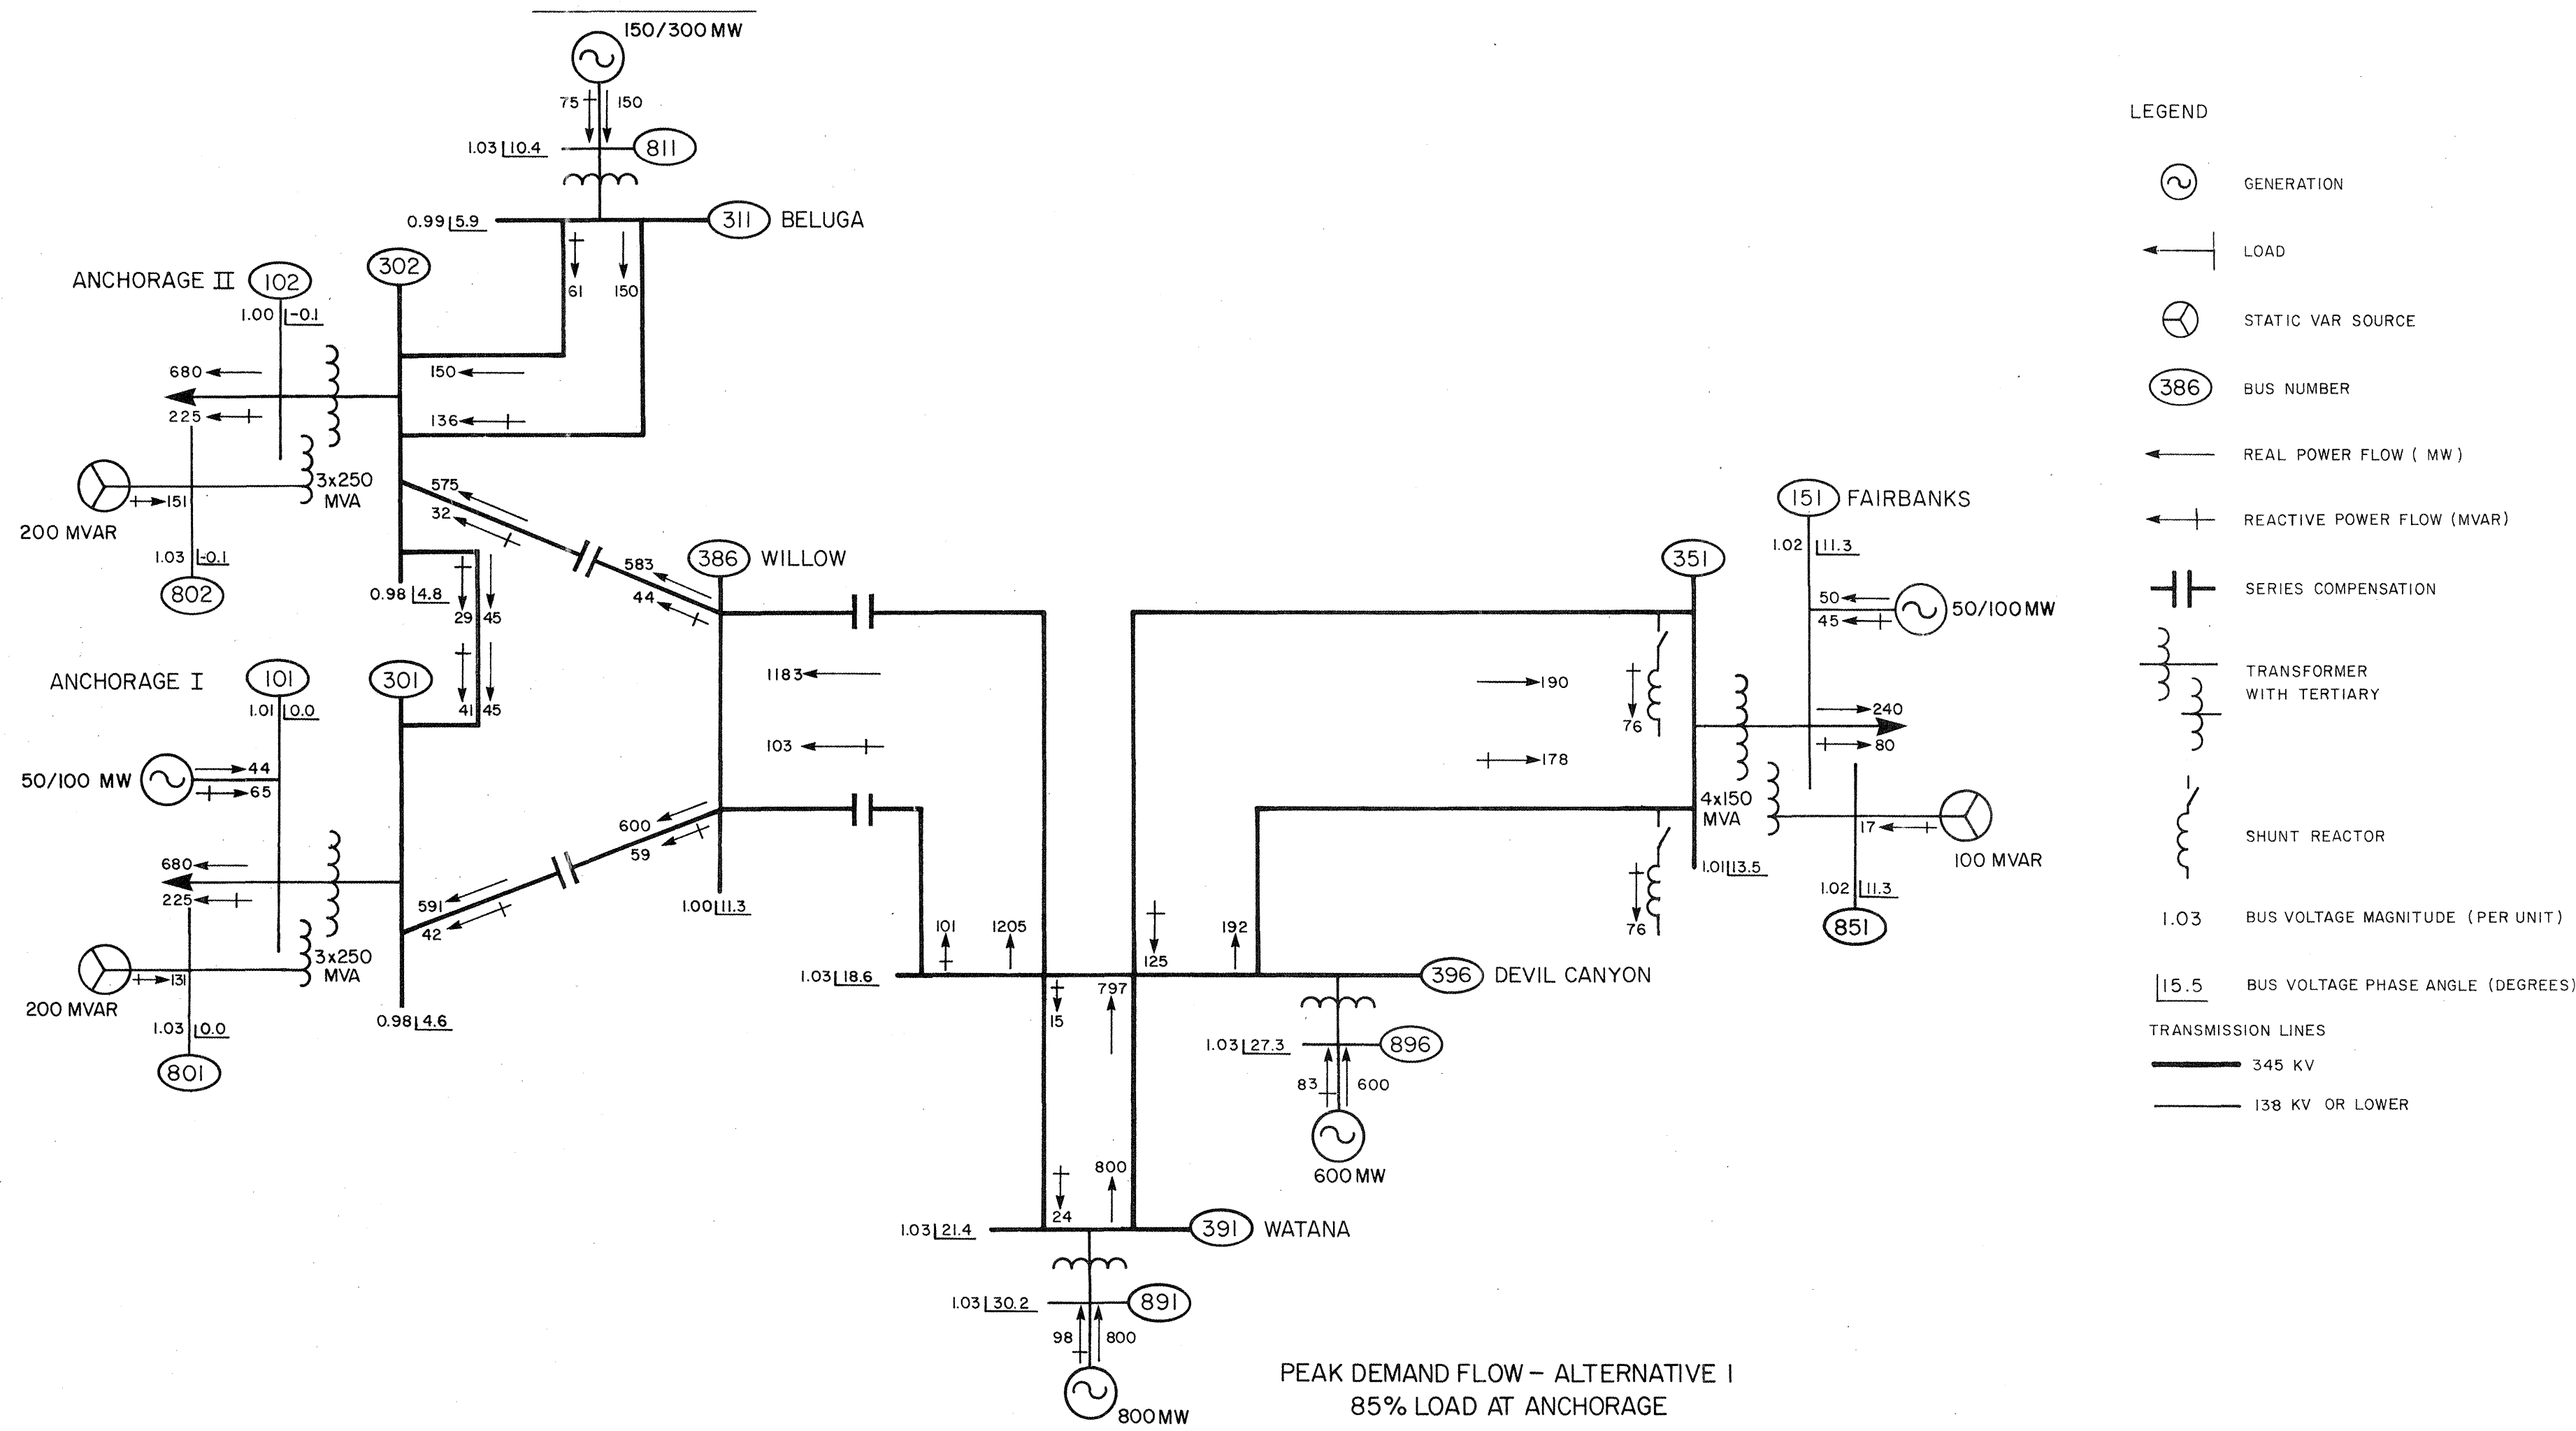 150/300 MW
75 150
1.03 10.4 811
0.99 5.9 311 BELUGA
61 150
302
ANCHORAGE II 102
1.00 -0.1
680
225
150
136
3x250
MVA
151
200 MVAR
1.03 -0.1
802
575
32
583
44
386 WILLOW
0.98 4.8
29 45
41 45
ANCHORAGE I 101 301
1.01 0.0
50/100 MW 44
65
680
225
3x250
MVA
131
200 MVAR
1.03 0.0
801
0.98 4.6
600
59
591
42
1183
103
1.00 11.3
101 1205
125 192
1.03 18.6 396 DEVIL CANYON
15 797
1.03 27.3 896
83 600
600 MW
24 800
1.03 21.4 391 WATANA
1.03 30.2 891
98 800
800 MW
190
178
76
76
351
151 FAIRBANKS
1.02 11.3
50
45
50/100 MW
240
80
4x150
MVA
17
100 MVAR
1.01 13.5
1.02 11.3
851
PEAK DEMAND FLOW – ALTERNATIVE I
85% LOAD AT ANCHORAGE
LEGEND
GENERATION
LOAD
STATIC VAR SOURCE
386 BUS NUMBER
REAL POWER FLOW ( MW )
REACTIVE POWER FLOW (MVAR)
SERIES COMPENSATION
TRANSFORMER
WITH TERTIARY
SHUNT REACTOR
1.03 BUS VOLTAGE MAGNITUDE (PER UNIT)
15.5 BUS VOLTAGE PHASE ANGLE (DEGREES)
TRANSMISSION LINES
345 KV
138 KV OR LOWER